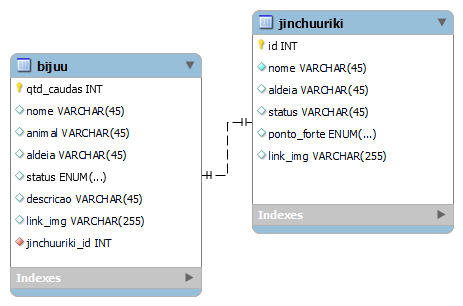 bijuu
qtd_caudas INT
nome VARCHAR(45)
animal VARCHAR(45)
aldeia VARCHAR(45)
status ENUM(...)
descricao VARCHAR(45)
link_img VARCHAR(255)
jinchuuriki_id INT
Indexes
jinchuuriki
id INT
nome VARCHAR(45)
aldeia VARCHAR(45)
status VARCHAR(45)
ponto_forte ENUM(...)
link_img VARCHAR(255)
Indexes